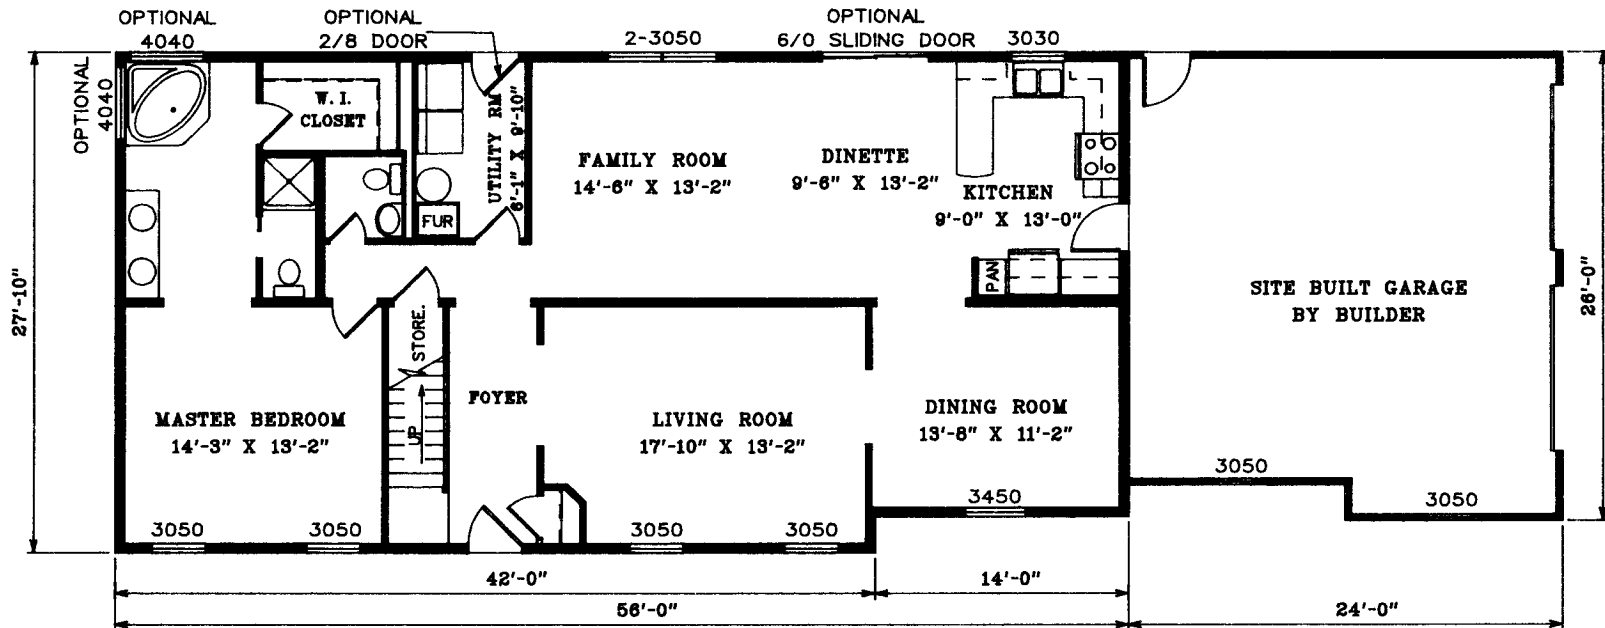 OPTIONAL
4040
OPTIONAL
2/8 DOOR
2-3050
OPTIONAL
6/0 SLIDING DOOR
3030
OPTIONAL
4040
W. I.
CLOSET
UTILITY RM
6'-1" X 9'-10"
FUR
FAMILY ROOM
14'-6" X 13'-2"
DINETTE
9'-6" X 13'-2"
KITCHEN
9'-0" X 13'-0"
PAN
SITE BUILT GARAGE
BY BUILDER
27'-10"
26'-0"
STORE.
UP
FOYER
MASTER BEDROOM
14'-3" X 13'-2"
LIVING ROOM
17'-10" X 13'-2"
DINING ROOM
13'-8" X 11'-2"
3050
3050
3050
3050
3450
3050
3050
42'-0"
14'-0"
56'-0"
24'-0"